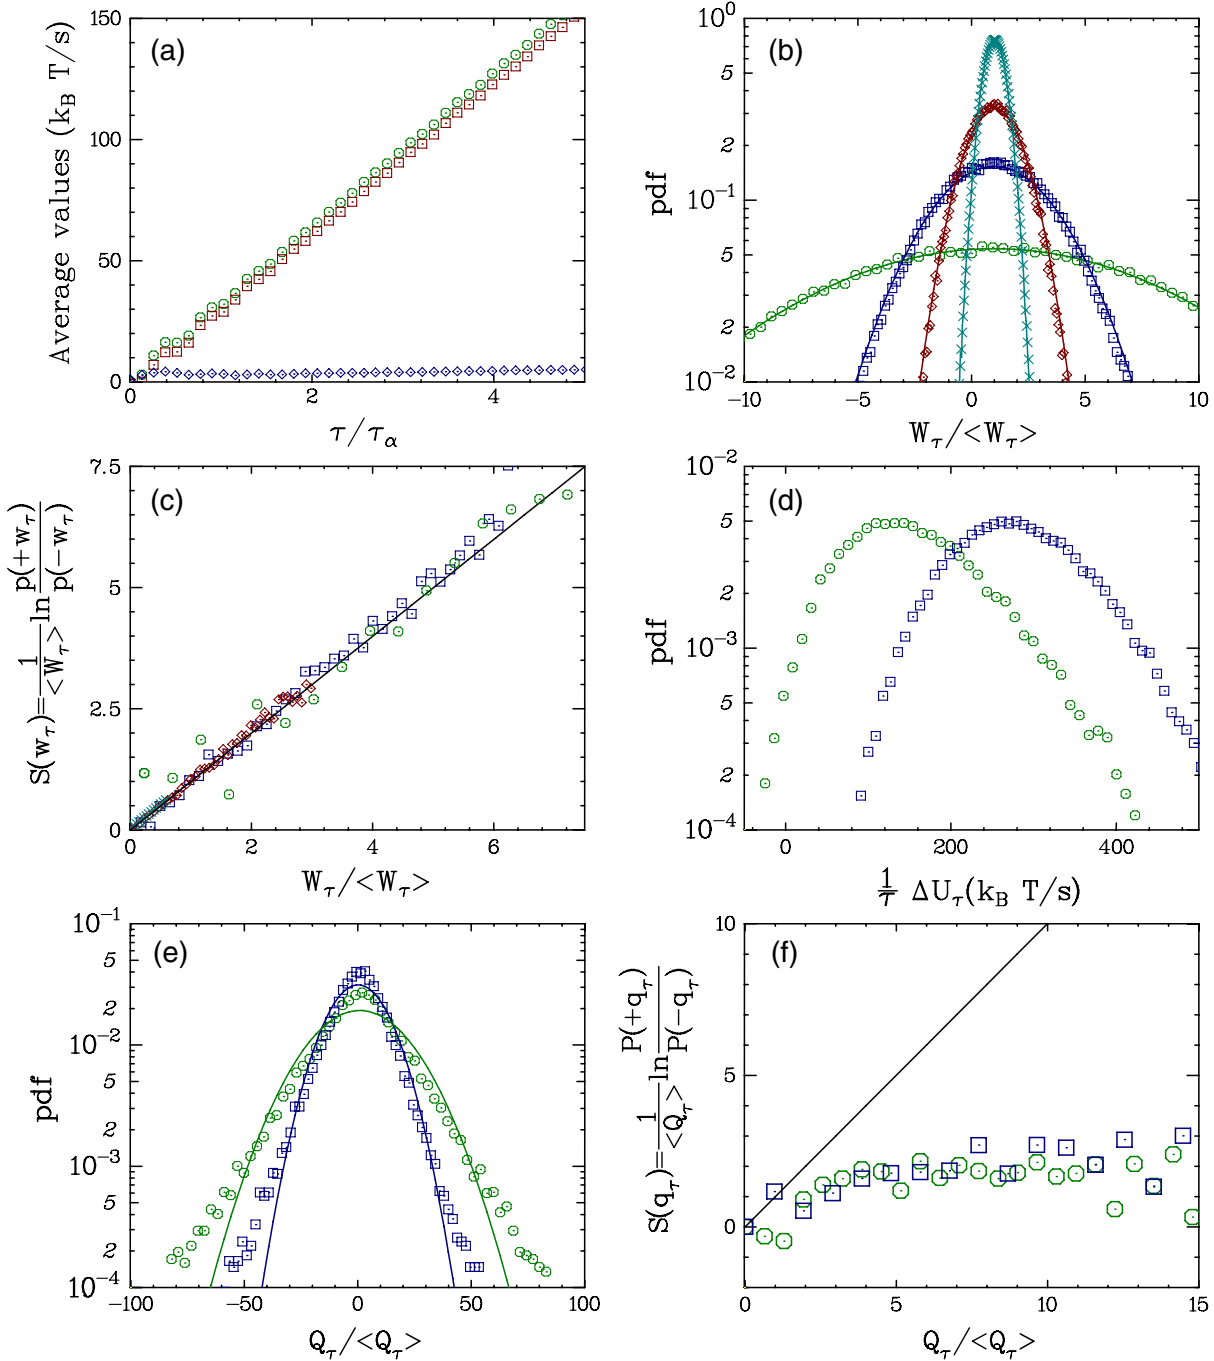 (a)
Average values (k_B T/s)
150
100
50
0
0 2 4
τ/τ_α
(b)
pdf
10^0
5
2
10^-1
5
2
10^-2
−10 −5 0 5 10
W_τ/<W_τ>
(c)
S(w_τ)=1/<W_τ> ln p(+w_τ)/p(−w_τ)
7.5
5
2.5
0
0 2 4 6
W_τ/<W_τ>
(d)
pdf
10^-2
5
2
10^-3
5
2
10^-4
0 200 400
1/τ ΔU_τ(k_B T/s)
(e)
pdf
10^-1
5
2
10^-2
5
2
10^-3
5
2
10^-4
−100 −50 0 50 100
Q_τ/<Q_τ>
(f)
S(q_τ)=1/<Q_τ> ln P(+q_τ)/P(−q_τ)
10
5
0
0 5 10 15
Q_τ/<Q_τ>